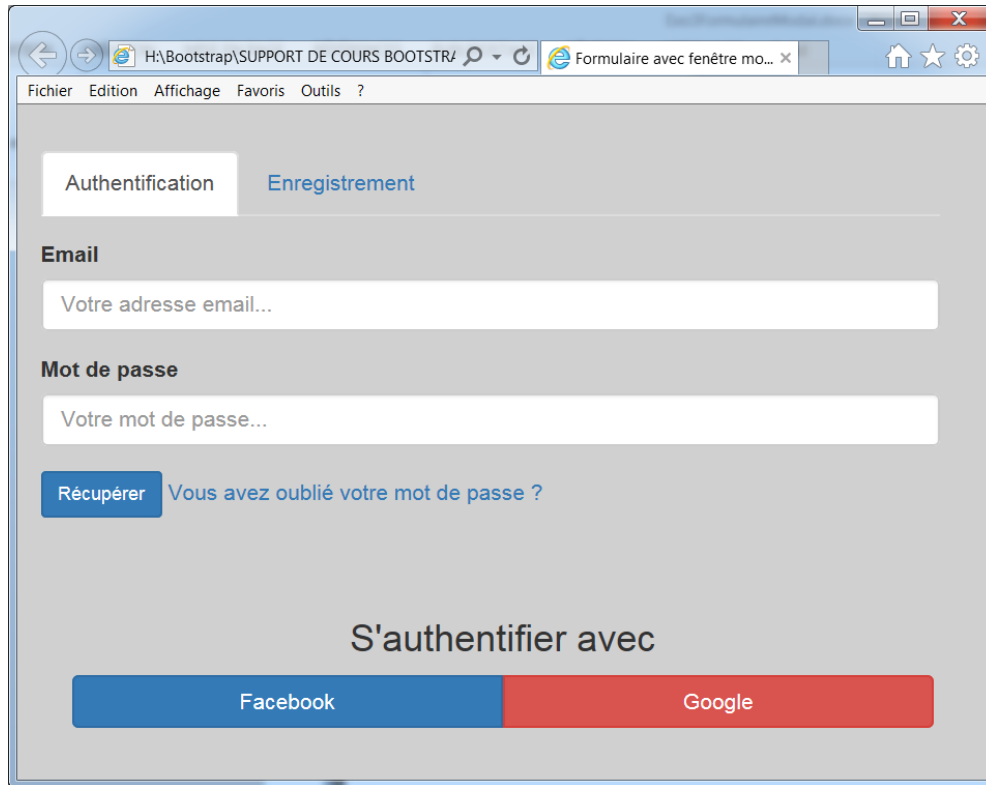 H:\Bootstrap\SUPPORT DE COURS BOOTSTR
Formulaire avec fenêtre mo...
Fichier Edition Affichage Favoris Outils ?
Authentification Enregistrement
Email
Votre adresse email...
Mot de passe
Votre mot de passe...
Récupérer Vous avez oublié votre mot de passe ?
S'authentifier avec
Facebook Google